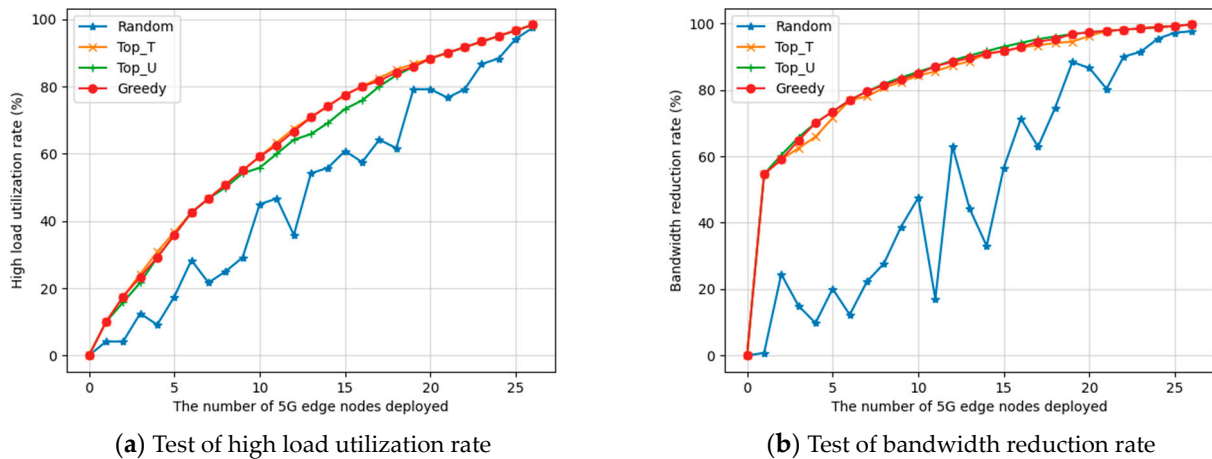 Random
Top_T
Top_U
Greedy
100
80
60
40
20
0
High load utilization rate (%)
0 5 10 15 20 25
The number of 5G edge nodes deployed
(a) Test of high load utilization rate
Random
Top_T
Top_U
Greedy
100
80
60
40
20
0
Bandwidth reduction rate (%)
0 5 10 15 20 25
The number of 5G edge nodes deployed
(b) Test of bandwidth reduction rate